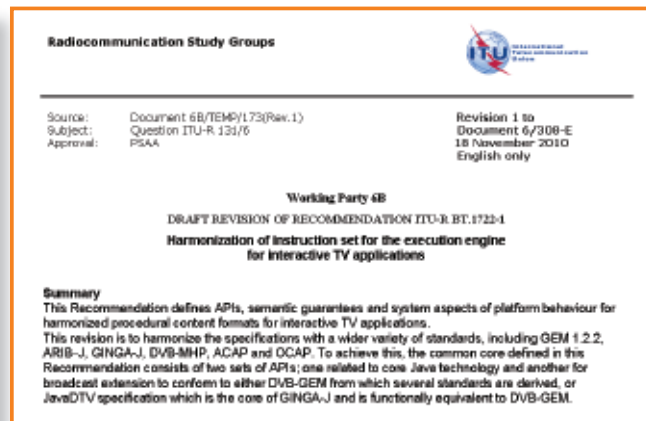 Radiocommunication Study Groups
ITU
International
Telecommunication
Union
Source: Document 6B/TEMP/173(Rev.1)
Subject: Question ITU-R 131/6
Approval: PSAA
Revision 1 to
Document 6/308-E
18 November 2010
English only
Working Party 6B
DRAFT REVISION OF RECOMMENDATION ITU-R BT.1722-1
Harmonization of instruction set for the execution engine
for interactive TV applications
Summary
This Recommendation defines APIs, semantic guarantees and system aspects of platform behaviour for
harmonized procedural content formats for interactive TV applications.
This revision is to harmonize the specifications with a wider variety of standards, including GEM 1.2.2,
ARIB-J, GINGA-J, DVB-MHP, ACAP and OCAP. To achieve this, the common core defined in this
Recommendation consists of two sets of APIs; one related to core Java technology and another for
broadcast extension to conform to either DVB-GEM from which several standards are derived, or
JavaDTV specification which is the core of GINGA-J and is functionally equivalent to DVB-GEM.